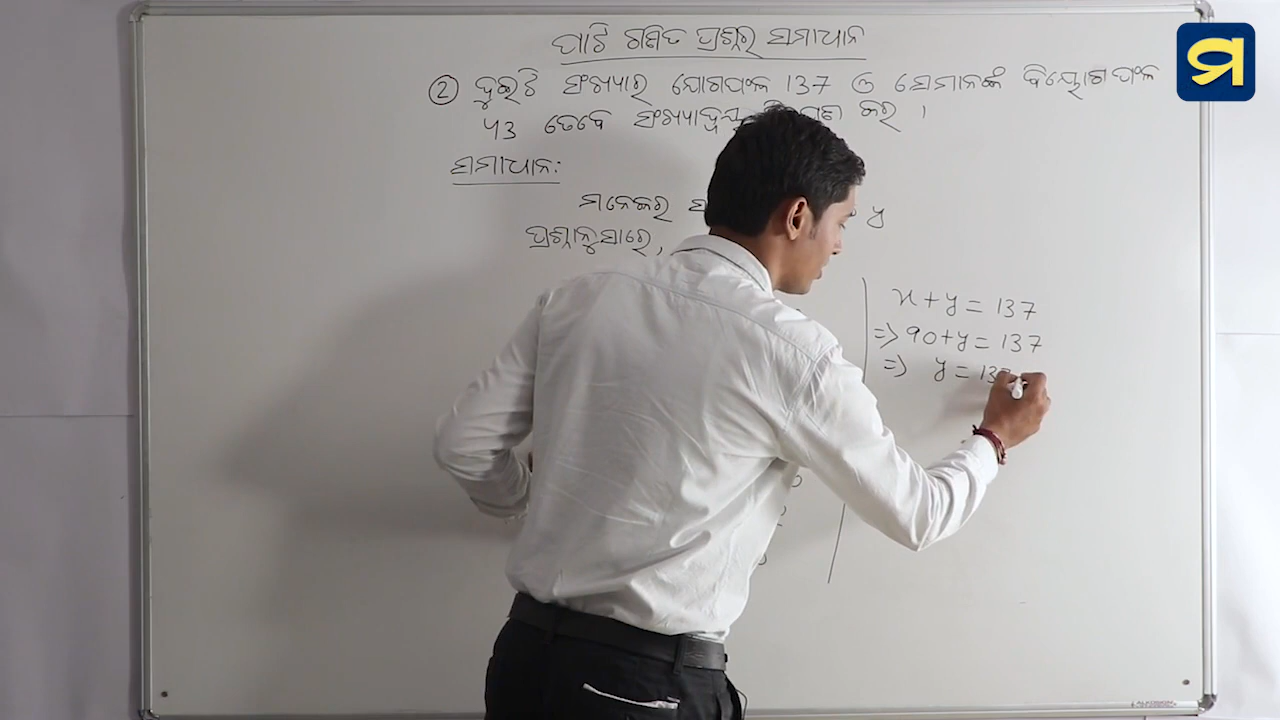 ପାଟି ଗଣିତ ପ୍ରଶ୍ନର ସମାଧାନ
ମ
② ଦୁଇଟି ସଂଖ୍ୟାର ଯୋଗଫଳ 137 ଓ ସେମାନଙ୍କ ବିୟୋଗଫଳ
43 ତେବେ ସଂଖ୍ୟାଦ୍ୱୟ କର ।
ସମାଧାନ:
ମନେକର y
ପ୍ରଶ୍ନାନୁସାରେ,
x + y = 137
=> 90 + y = 137
=> y = 137